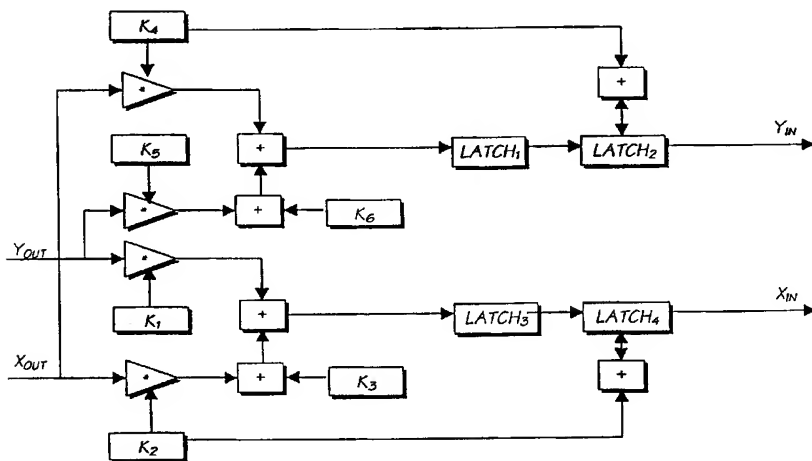 K4
*
+
K5
+
LATCH1
LATCH2
YIN
*
+
K6
YOUT
*
K1
+
LATCH3
LATCH4
XIN
XOUT
*
+
K3
+
K2